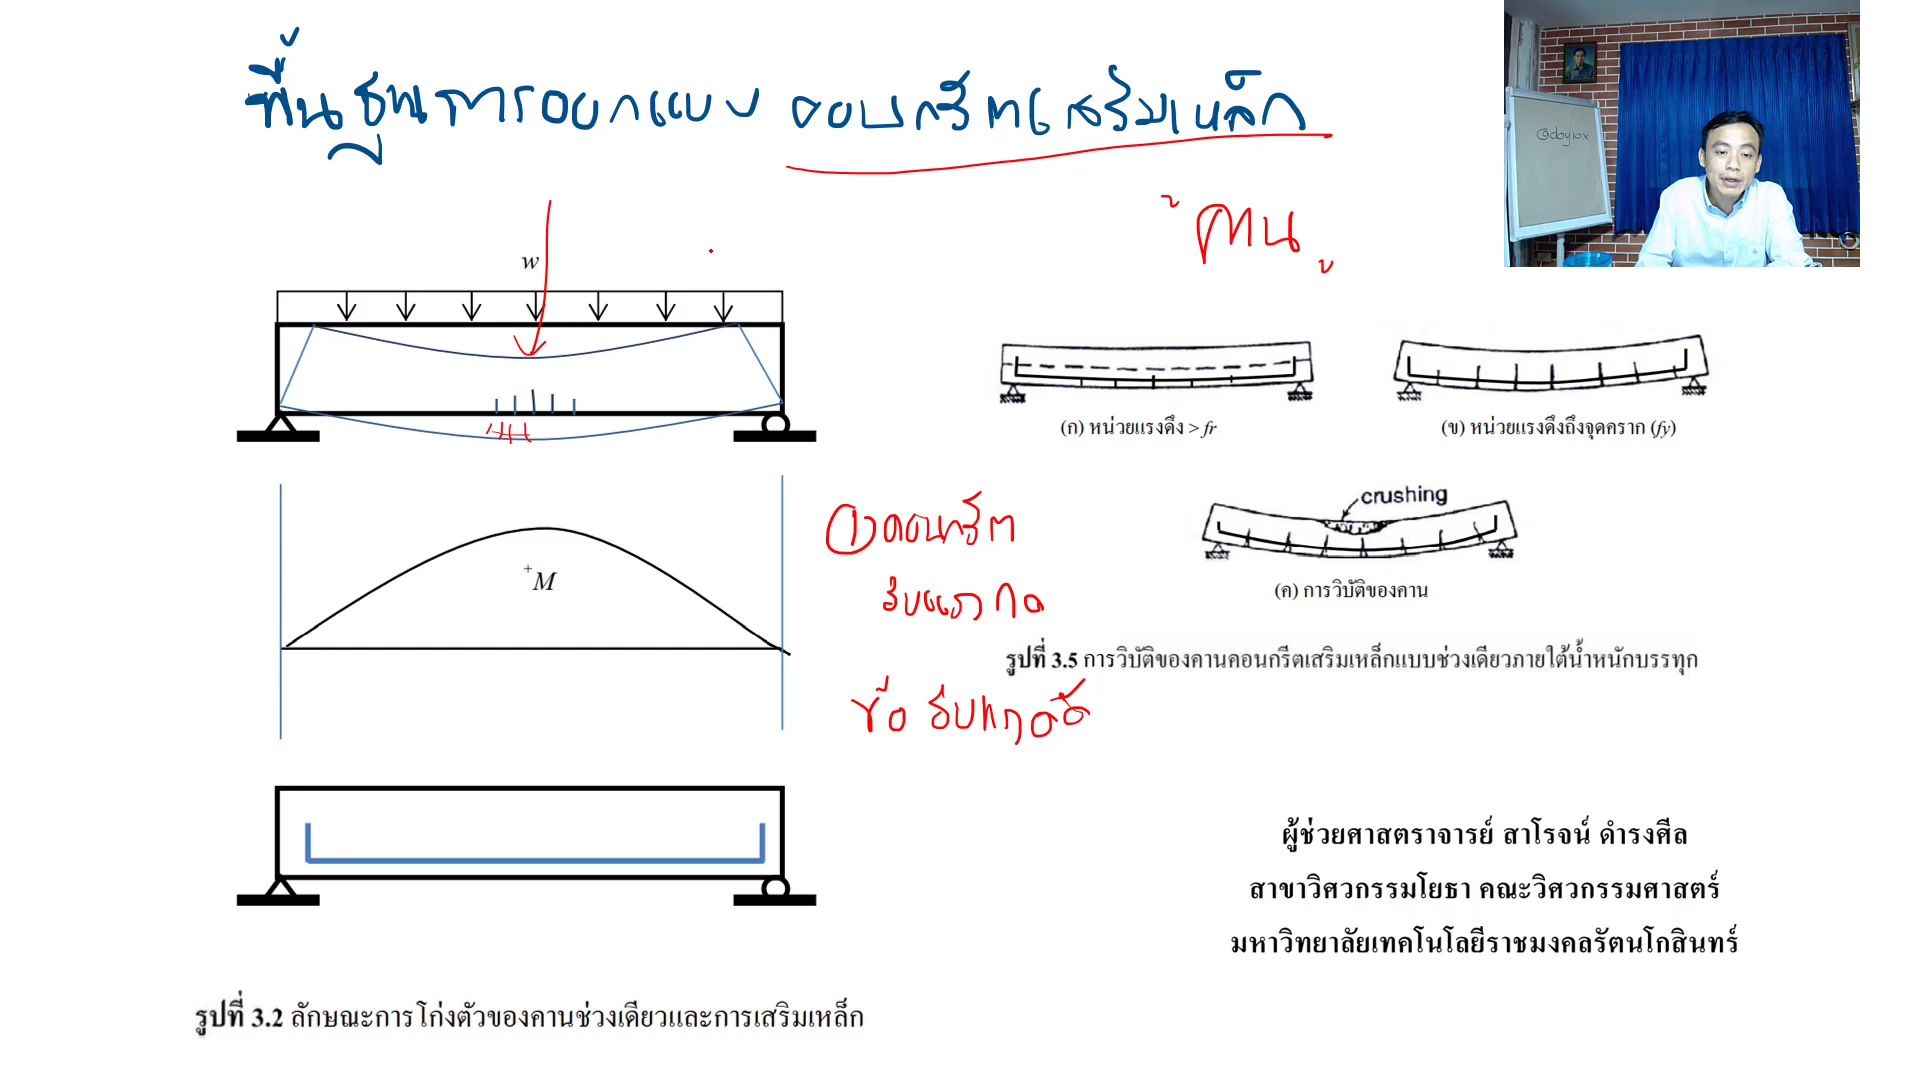 พื้นฐานการออกแบบ คอนกรีตเสริมเหล็ก
@dbyiox
"คาน"
w
(ก) หน่วยแรงดึง > fr
(ข) หน่วยแรงดึงถึงจุดคราก (fy)
crushing
① คอนกรีต
รับแรงกด
+M
(ค) การวิบัติของคาน
รูปที่ 3.5 การวิบัติของคานคอนกรีตเสริมเหล็กแบบช่วงเดียวภายใต้น้ำหนักบรรทุก
ผู้ช่วยศาสตราจารย์ สาโรจน์ ดำรงศีล
สาขาวิศวกรรมโยธา คณะวิศวกรรมศาสตร์
มหาวิทยาลัยเทคโนโลยีราชมงคลรัตนโกสินทร์
รูปที่ 3.2 ลักษณะการโก่งตัวของคานช่วงเดียวและการเสริมเหล็ก